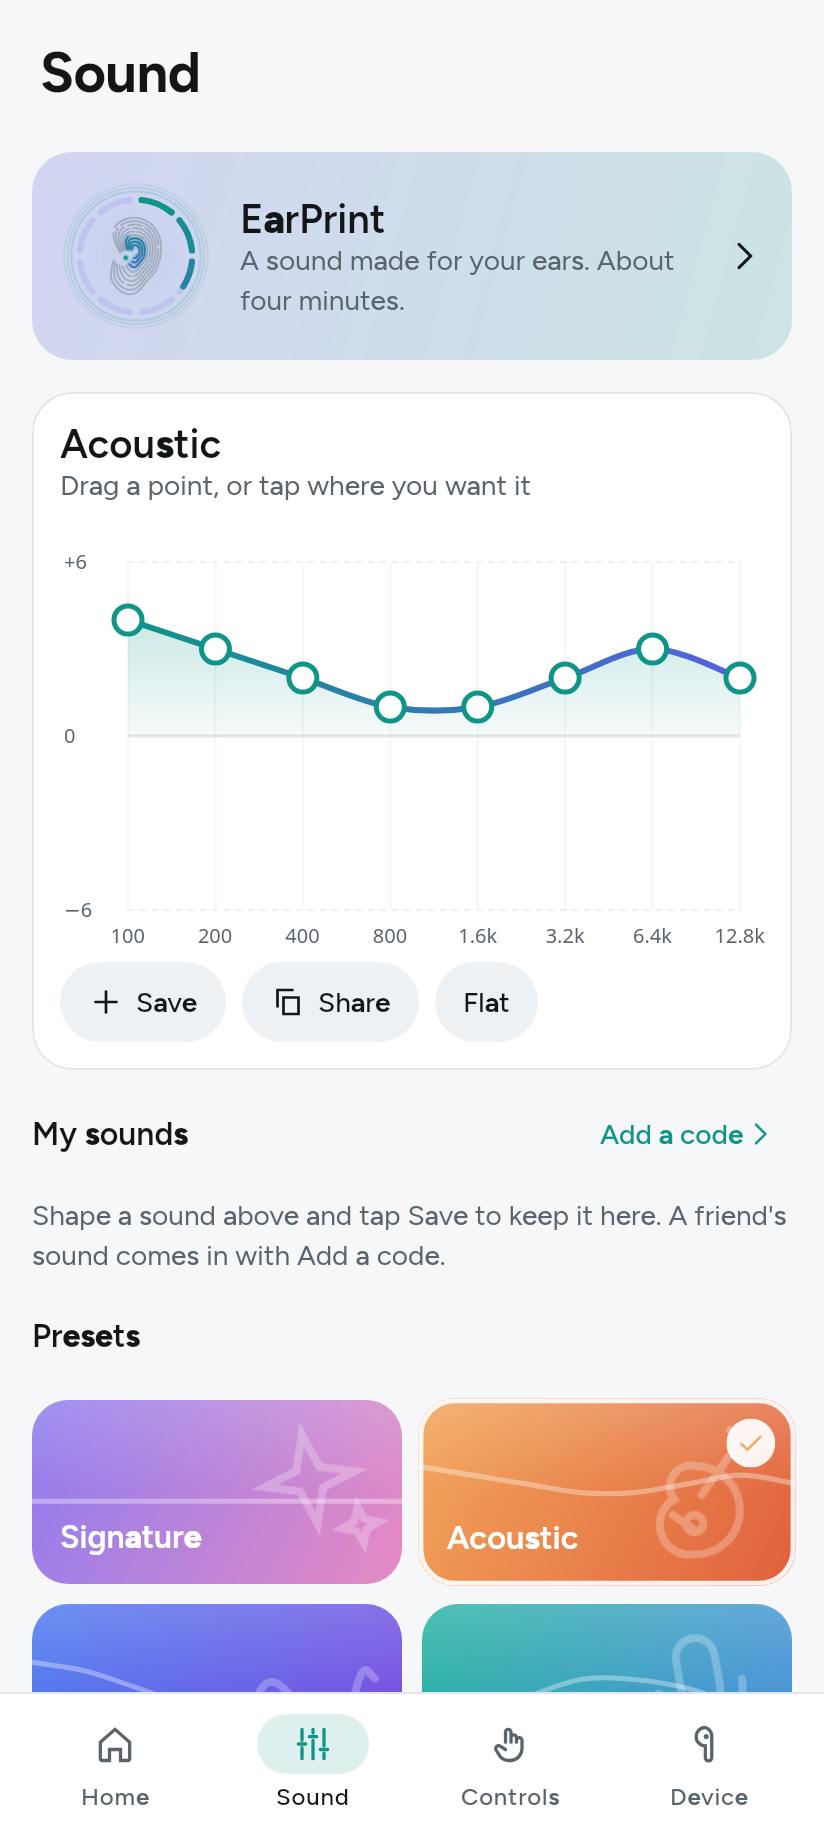 Sound
EarPrint
A sound made for your ears. About
four minutes.
Acoustic
Drag a point, or tap where you want it
+6
0
−6
100 200 400 800 1.6k 3.2k 6.4k 12.8k
Save Share Flat
My sounds Add a code
Shape a sound above and tap Save to keep it here. A friend's
sound comes in with Add a code.
Presets
Signature Acoustic
Home Sound Controls Device